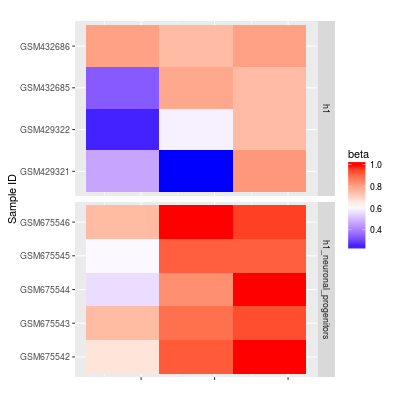 Sample ID
GSM432686
GSM432685
GSM429322
GSM429321
h1
GSM675546
GSM675545
GSM675544
GSM675543
GSM675542
h1_neuronal_progenitors
beta
1.0
0.8
0.6
0.4